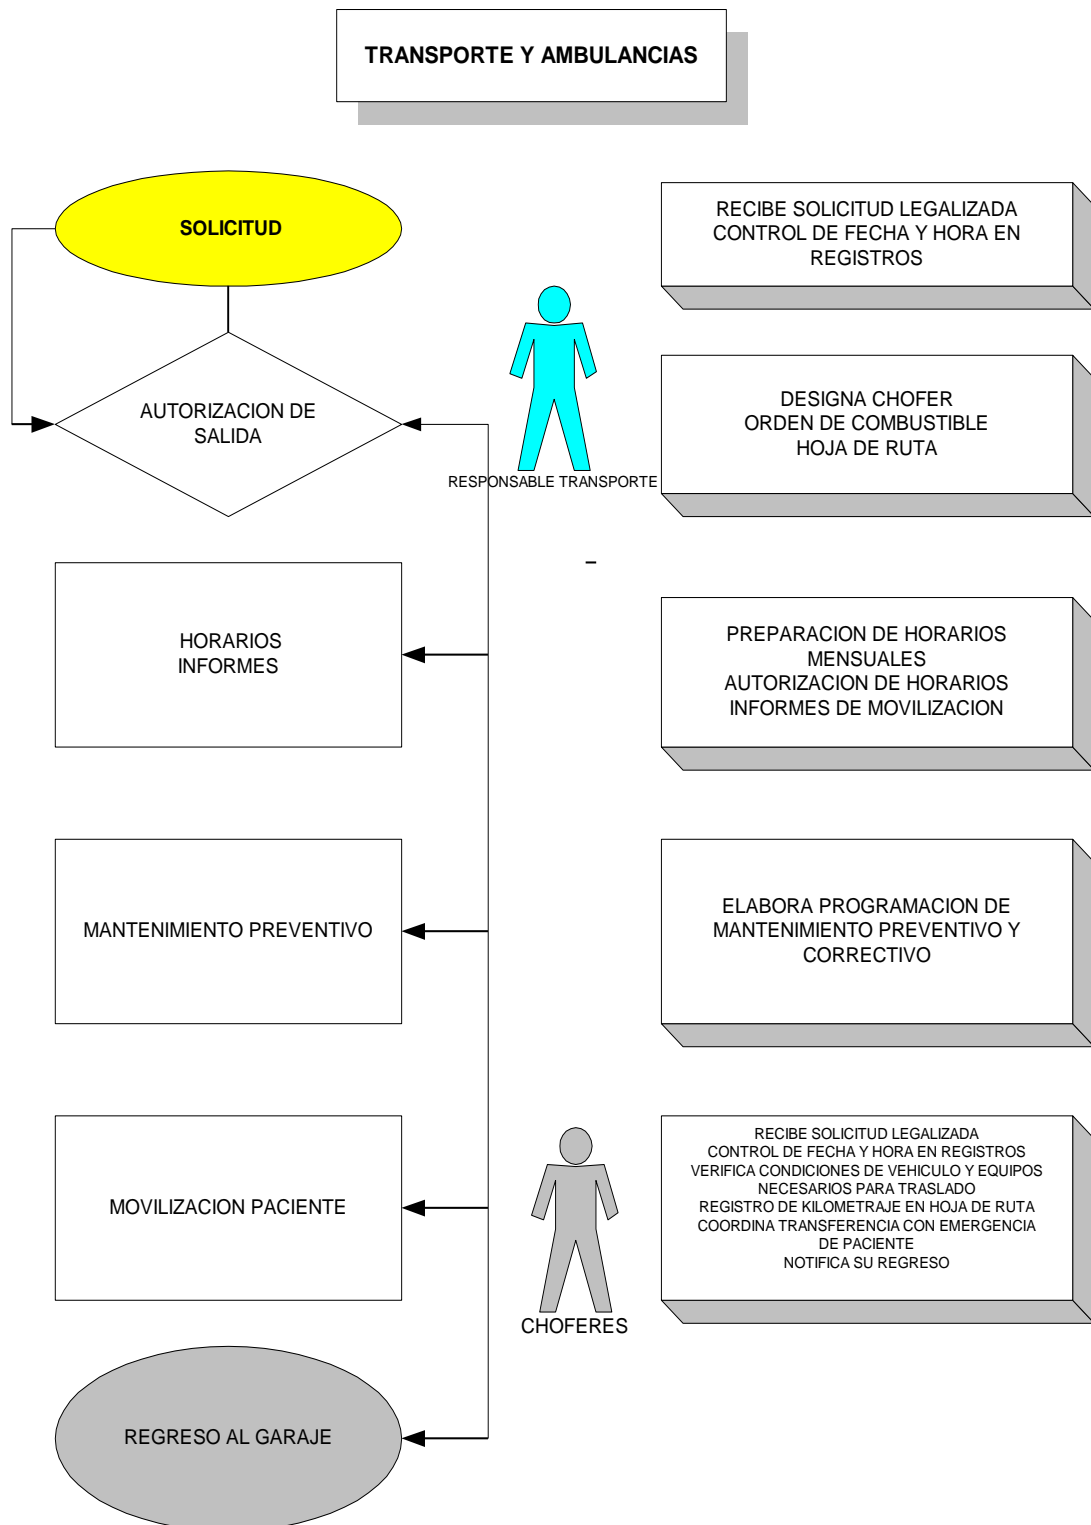 TRANSPORTE Y AMBULANCIAS
SOLICITUD
RECIBE SOLICITUD LEGALIZADA
CONTROL DE FECHA Y HORA EN
REGISTROS
AUTORIZACION DE
SALIDA
RESPONSABLE TRANSPORTE
DESIGNA CHOFER
ORDEN DE COMBUSTIBLE
HOJA DE RUTA
HORARIOS
INFORMES
PREPARACION DE HORARIOS
MENSUALES
AUTORIZACION DE HORARIOS
INFORMES DE MOVILIZACION
MANTENIMIENTO PREVENTIVO
ELABORA PROGRAMACION DE
MANTENIMIENTO PREVENTIVO Y
CORRECTIVO
MOVILIZACION PACIENTE
CHOFERES
RECIBE SOLICITUD LEGALIZADA
CONTROL DE FECHA Y HORA EN REGISTROS
VERIFICA CONDICIONES DE VEHICULO Y EQUIPOS
NECESARIOS PARA TRASLADO
REGISTRO DE KILOMETRAJE EN HOJA DE RUTA
COORDINA TRANSFERENCIA CON EMERGENCIA
DE PACIENTE
NOTIFICA SU REGRESO
REGRESO AL GARAJE